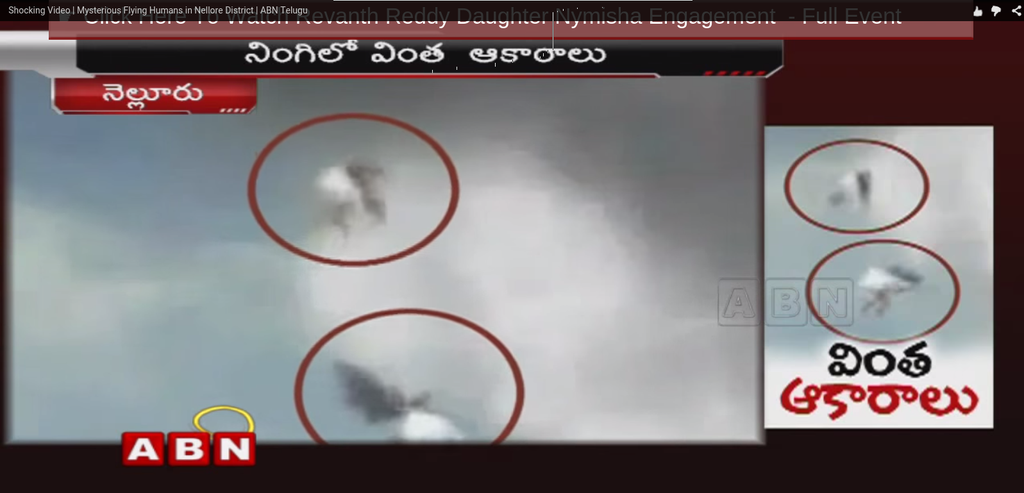 Shocking Video | Mysterious Flying Humans in Nellore District | ABN Telugu
Click Here To Watch Revanth Reddy Daughter Nymisha Engagement - Full Event
నింగిలో వింత ఆకారాలు
నెల్లూరు
ABN
వింత
ఆకారాలు
ABN